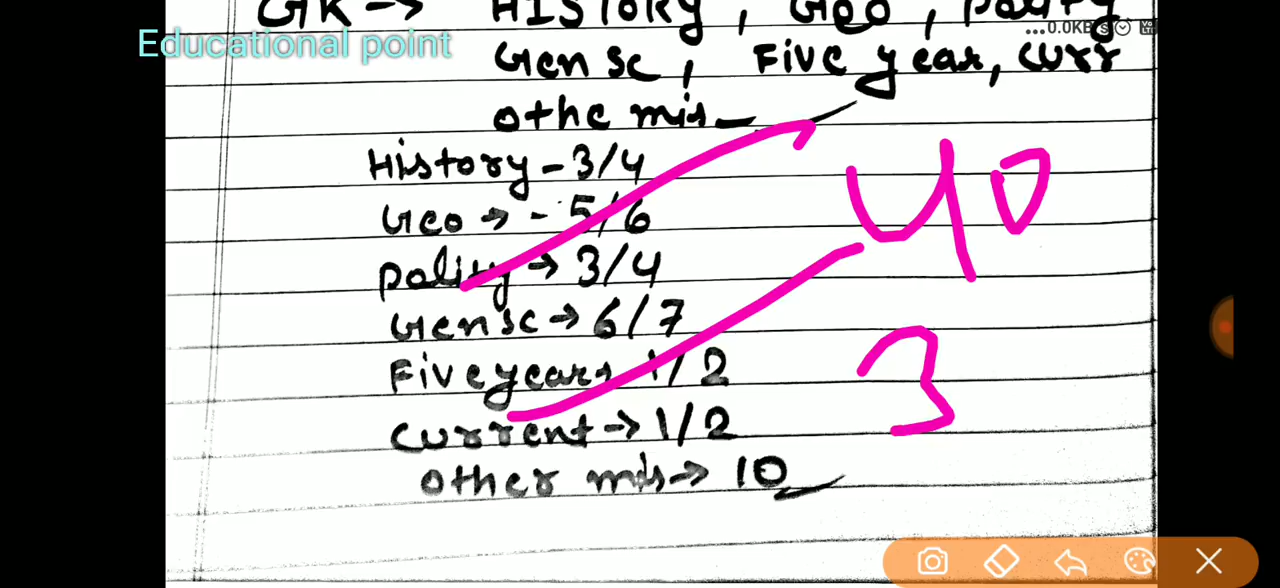 GK → HISTORY, Geo, Polity
Educational point
...0.0KB/s
Gen Sc, Five year, Curr
othe mis
History - 3/4
Geo → - 5/6
40
Polity → 3/4
Gen sc → 6/7
Five years 1/2
3
Current → 1/2
other mis → 10